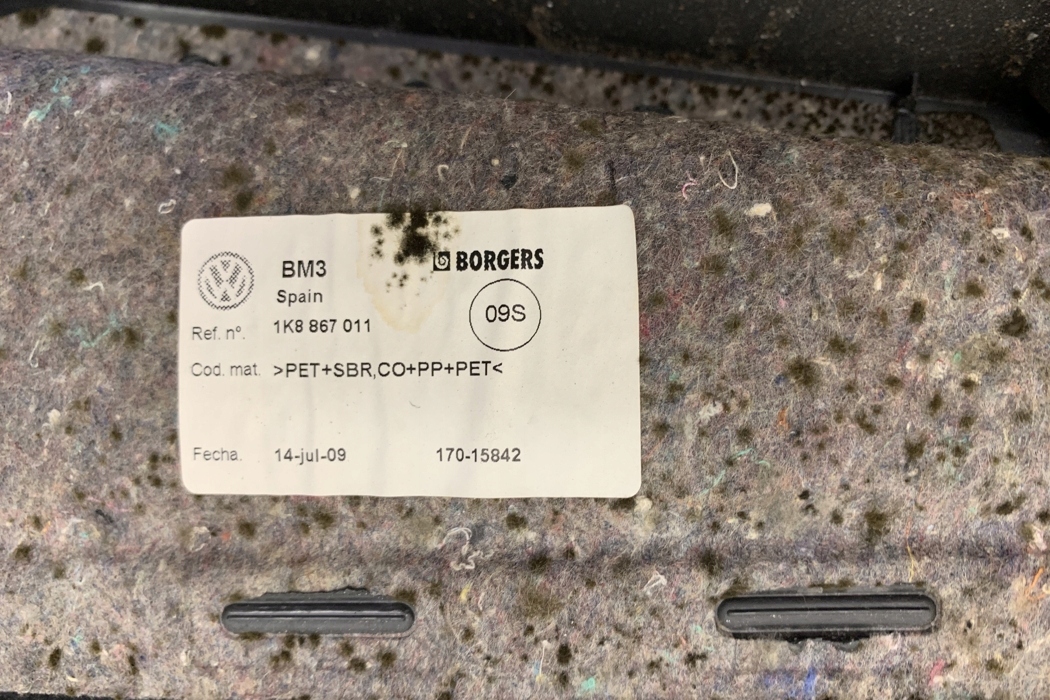 BM3
Spain
BORGERS
09S
Ref. nº. 1K8 867 011
Cod. mat. >PET+SBR,CO+PP+PET<
Fecha. 14-jul-09 170-15842